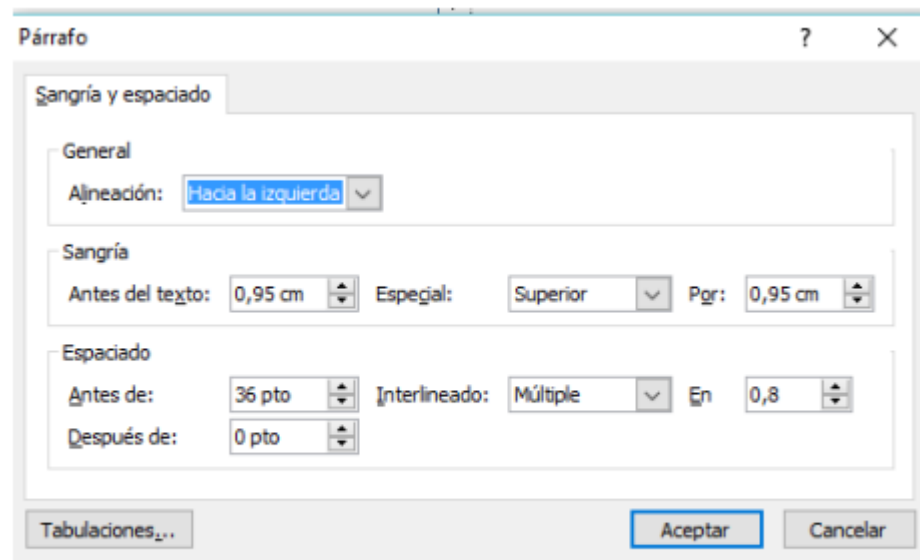 Párrafo ?
Sangría y espaciado
General
Alineación: Hacia la izquierda
Sangría
Antes del texto: 0,95 cm Especial: Superior Por: 0,95 cm
Espaciado
Antes de: 36 pto Interlineado: Múltiple En 0,8
Después de: 0 pto
Tabulaciones... Aceptar Cancelar